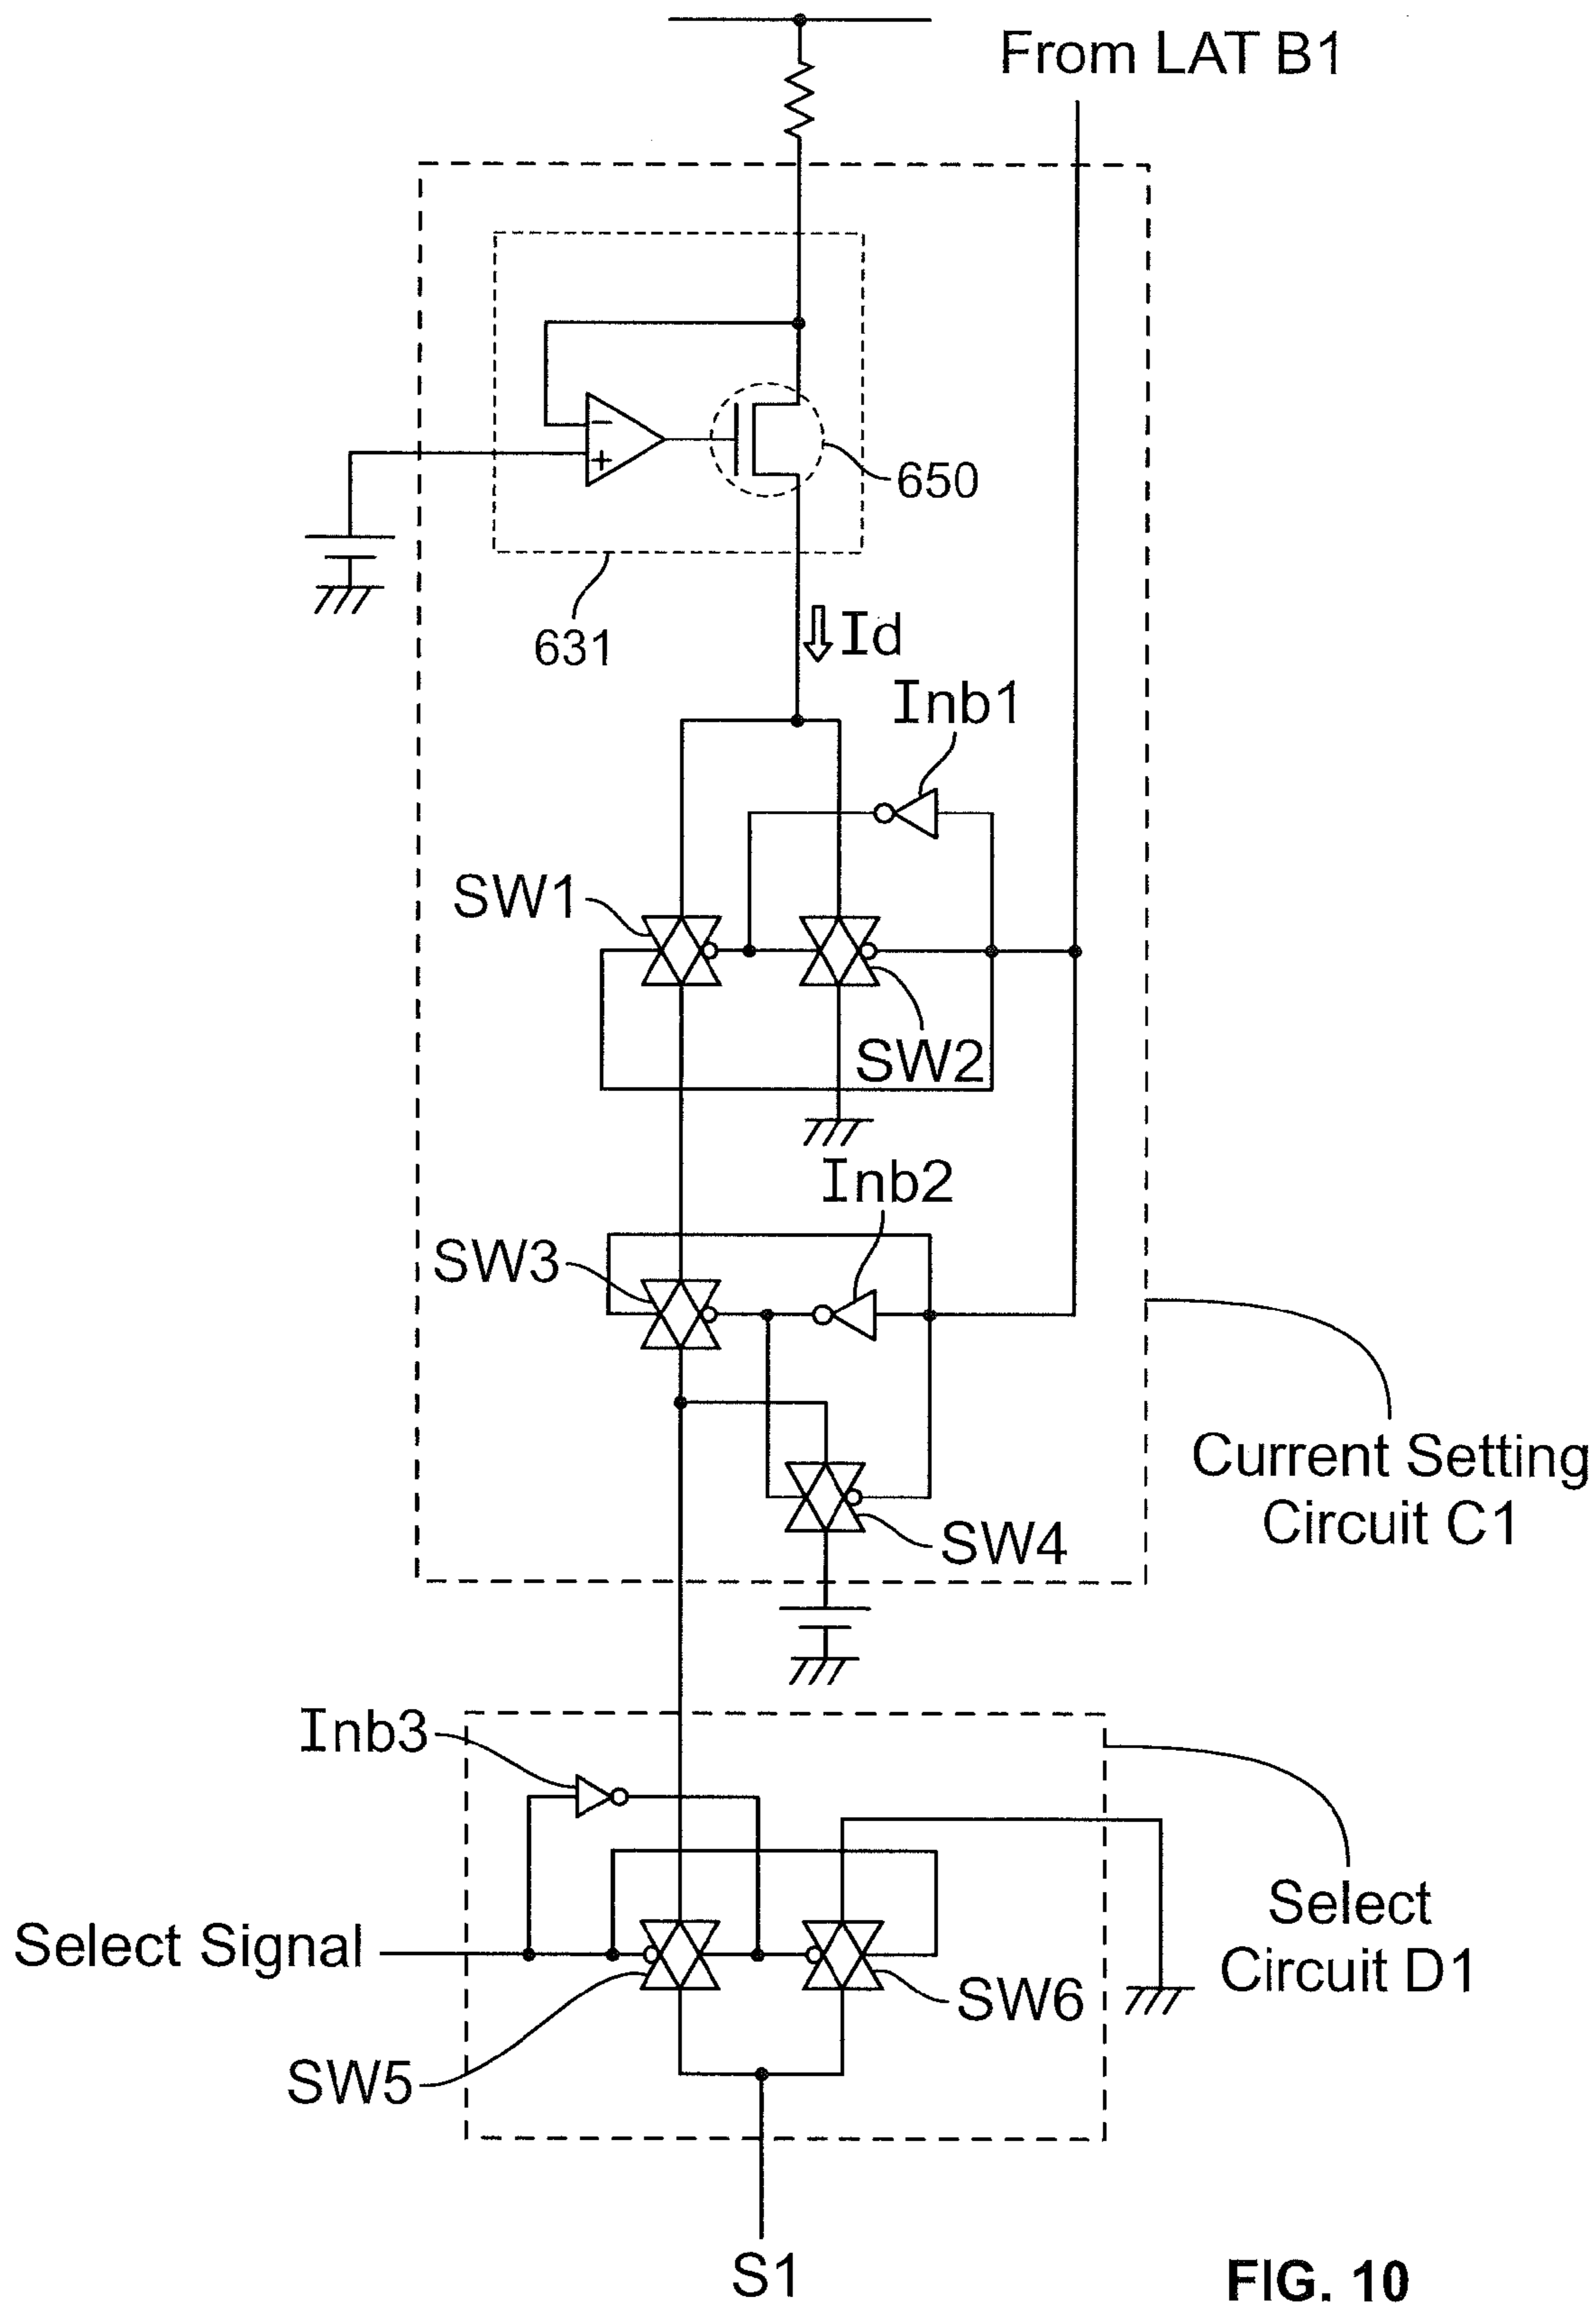 From LAT B1
−
+
650
631
Id
Inb1
SW1
SW2
Inb2
SW3
Current Setting
Circuit C1
SW4
Inb3
Select Signal
Select
Circuit D1
SW6
SW5
S1
FIG. 10